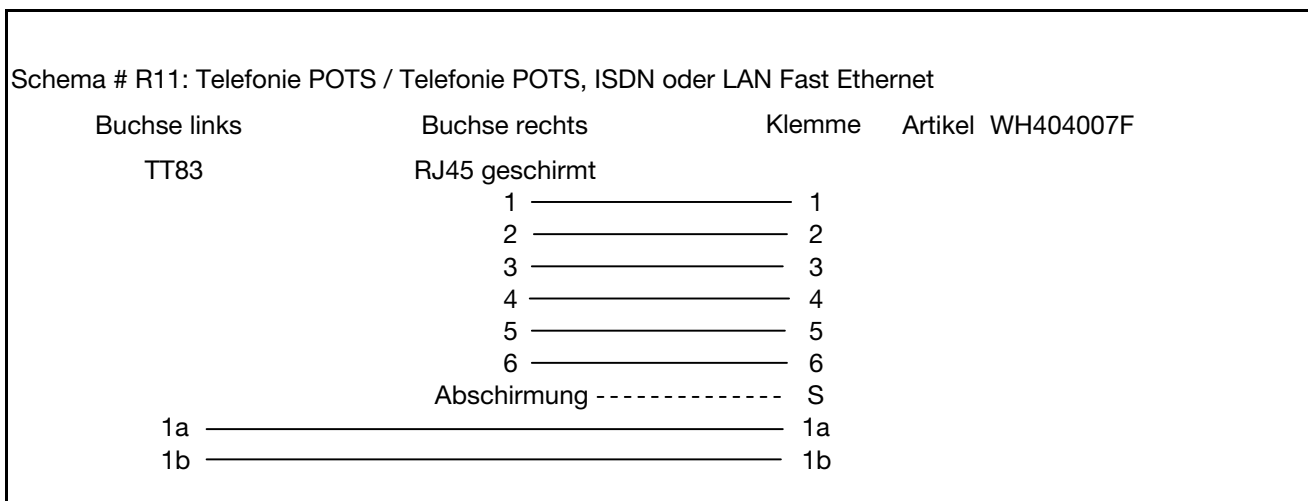 Schema # R11: Telefonie POTS / Telefonie POTS, ISDN oder LAN Fast Ethernet
Buchse links Buchse rechts Klemme Artikel WH404007F
TT83 RJ45 geschirmt
1 1
2 2
3 3
4 4
5 5
6 6
Abschirmung S
1a 1a
1b 1b